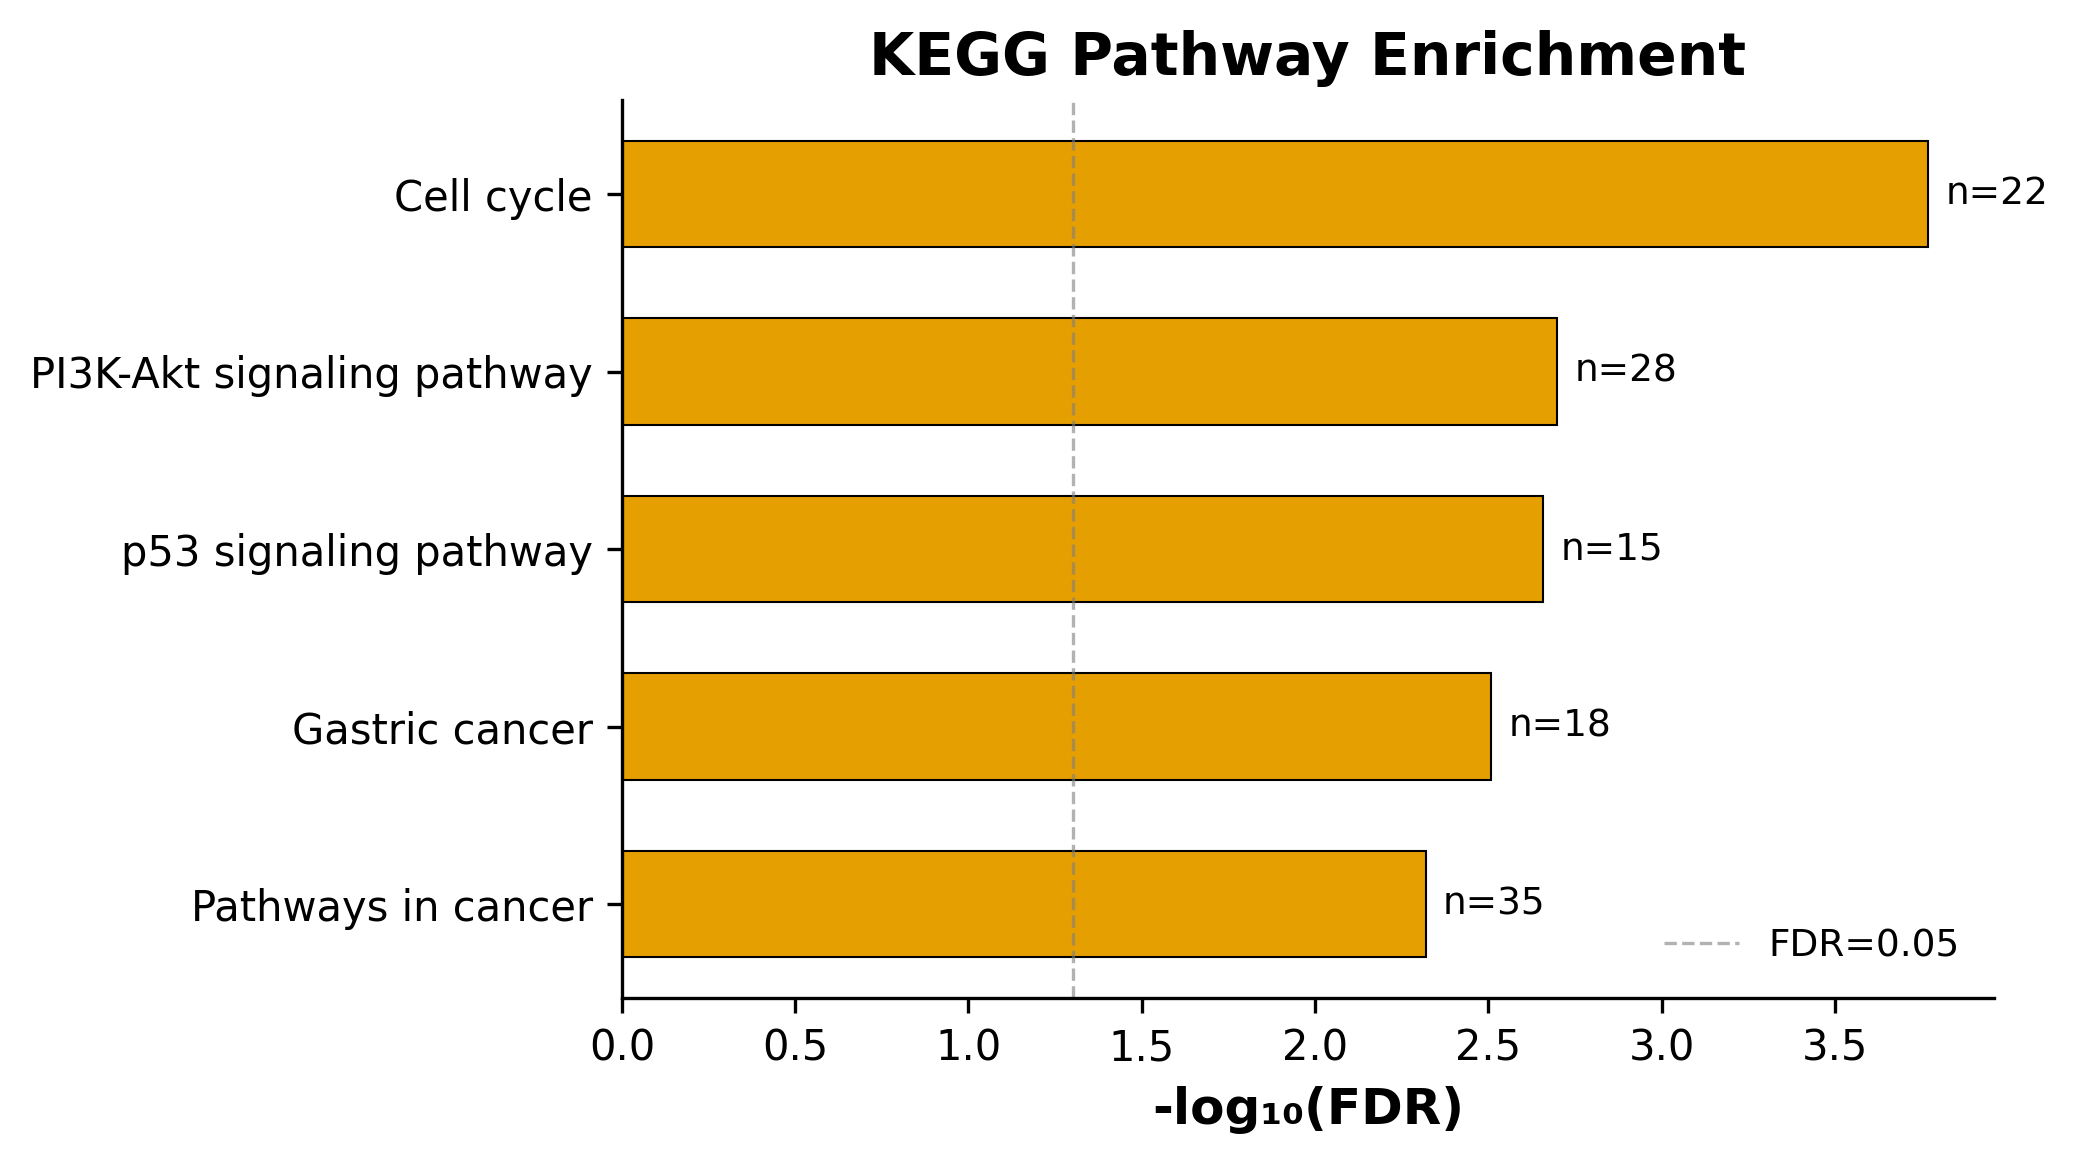 KEGG Pathway Enrichment
Cell cycle
n=22
PI3K-Akt signaling pathway
n=28
p53 signaling pathway
n=15
Gastric cancer
n=18
Pathways in cancer
n=35
FDR=0.05
0.0 0.5 1.0 1.5 2.0 2.5 3.0 3.5
-log₁₀(FDR)